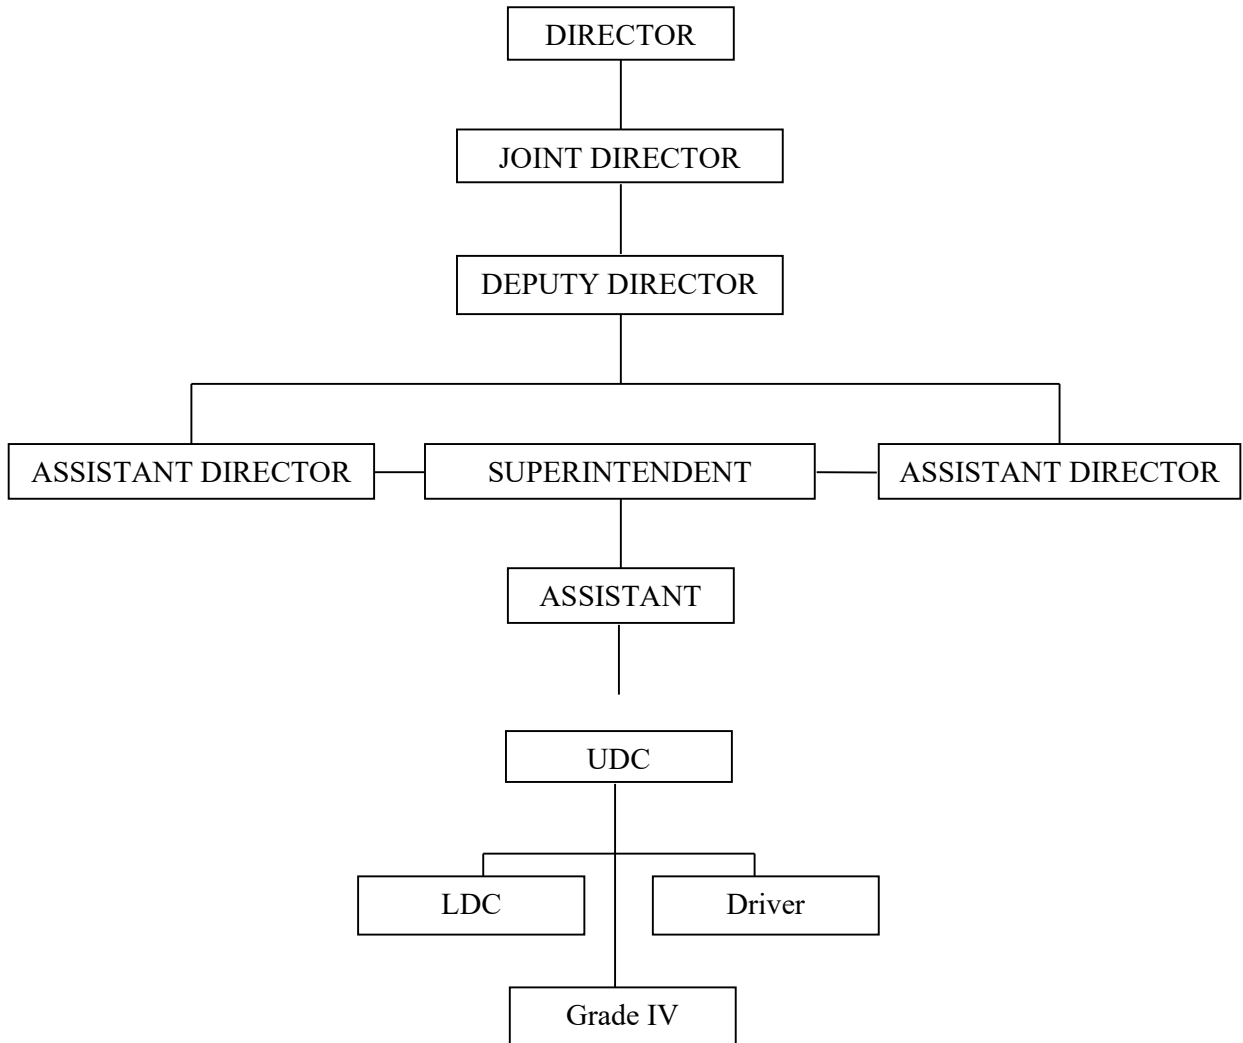 DIRECTOR
JOINT DIRECTOR
DEPUTY DIRECTOR
ASSISTANT DIRECTOR
SUPERINTENDENT
ASSISTANT DIRECTOR
ASSISTANT
UDC
LDC
Driver
Grade IV